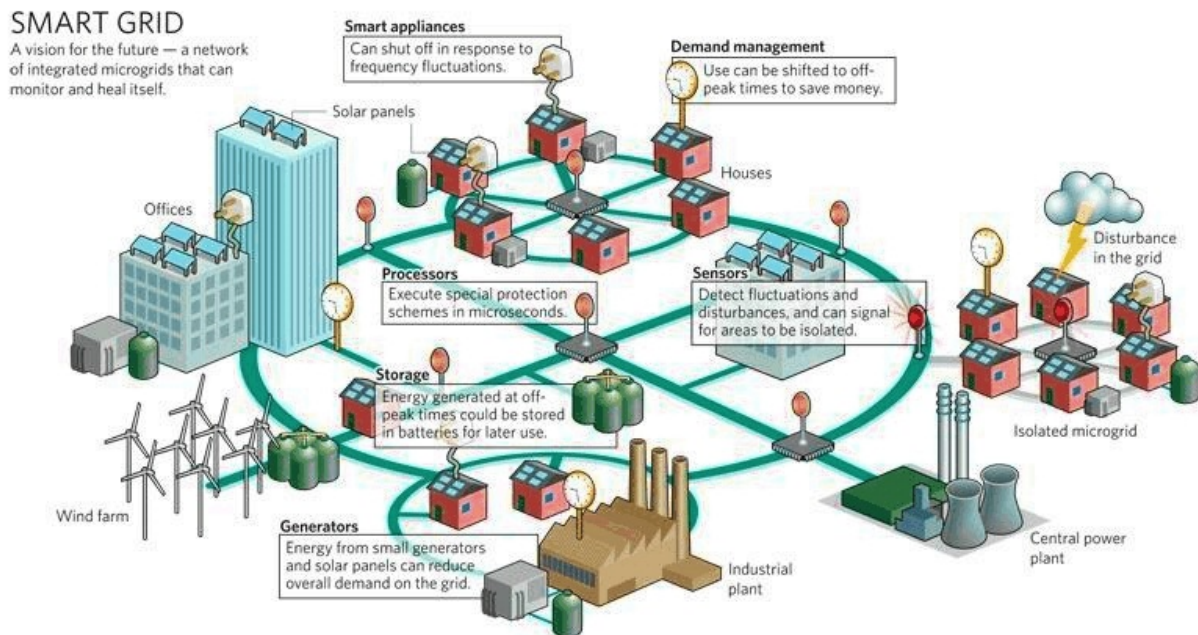 SMART GRID
A vision for the future — a network
of integrated microgrids that can
monitor and heal itself.
Smart appliances
Can shut off in response to
frequency fluctuations.
Demand management
Use can be shifted to off-
peak times to save money.
Solar panels
Houses
Offices
Disturbance
in the grid
Processors
Execute special protection
schemes in microseconds.
Sensors
Detect fluctuations and
disturbances, and can signal
for areas to be isolated.
Storage
Energy generated at off-
peak times could be stored
in batteries for later use.
Isolated microgrid
Wind farm
Generators
Energy from small generators
and solar panels can reduce
overall demand on the grid.
Industrial
plant
Central power
plant